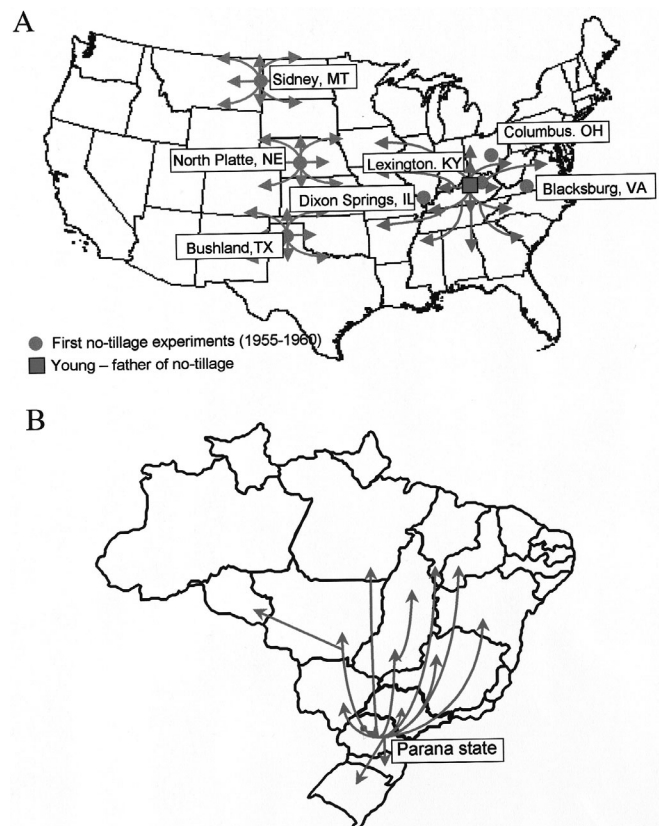 A
Sidney, MT
Columbus. OH
North Platte, NE
Lexington. KY
Dixon Springs, IL
Blacksburg, VA
Bushland,TX
First no-tillage experiments (1955-1960)
Young – father of no-tillage
B
Parana state